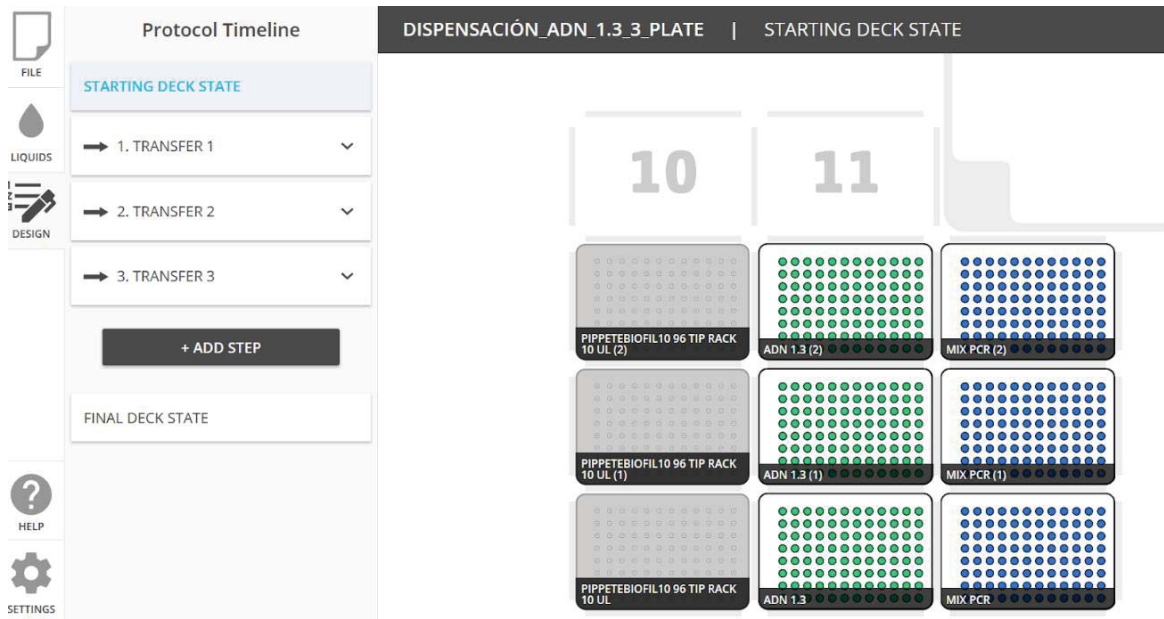 FILE
LIQUIDS
DESIGN
HELP
SETTINGS
Protocol Timeline
STARTING DECK STATE
1. TRANSFER 1
2. TRANSFER 2
3. TRANSFER 3
+ ADD STEP
FINAL DECK STATE
DISPENSACIÓN_ADN_1.3_3_PLATE | STARTING DECK STATE
10
11
PIPPETEBIOFIL10 96 TIP RACK
10 UL (2)
ADN 1.3 (2)
MIX PCR (2)
PIPPETEBIOFIL10 96 TIP RACK
10 UL (1)
ADN 1.3 (1)
MIX PCR (1)
PIPPETEBIOFIL10 96 TIP RACK
10 UL
ADN 1.3
MIX PCR